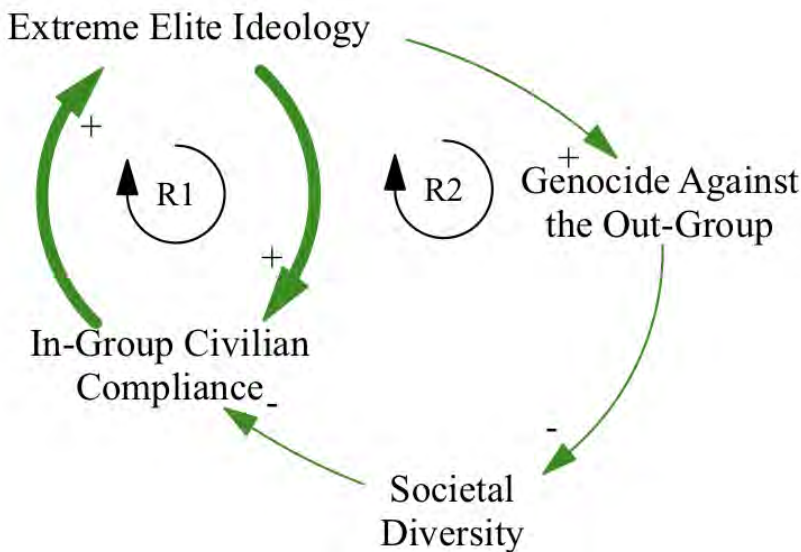 Extreme Elite Ideology
+
R1
+
R2
+
Genocide Against
the Out-Group
In-Group Civilian
Compliance
-
-
Societal
Diversity